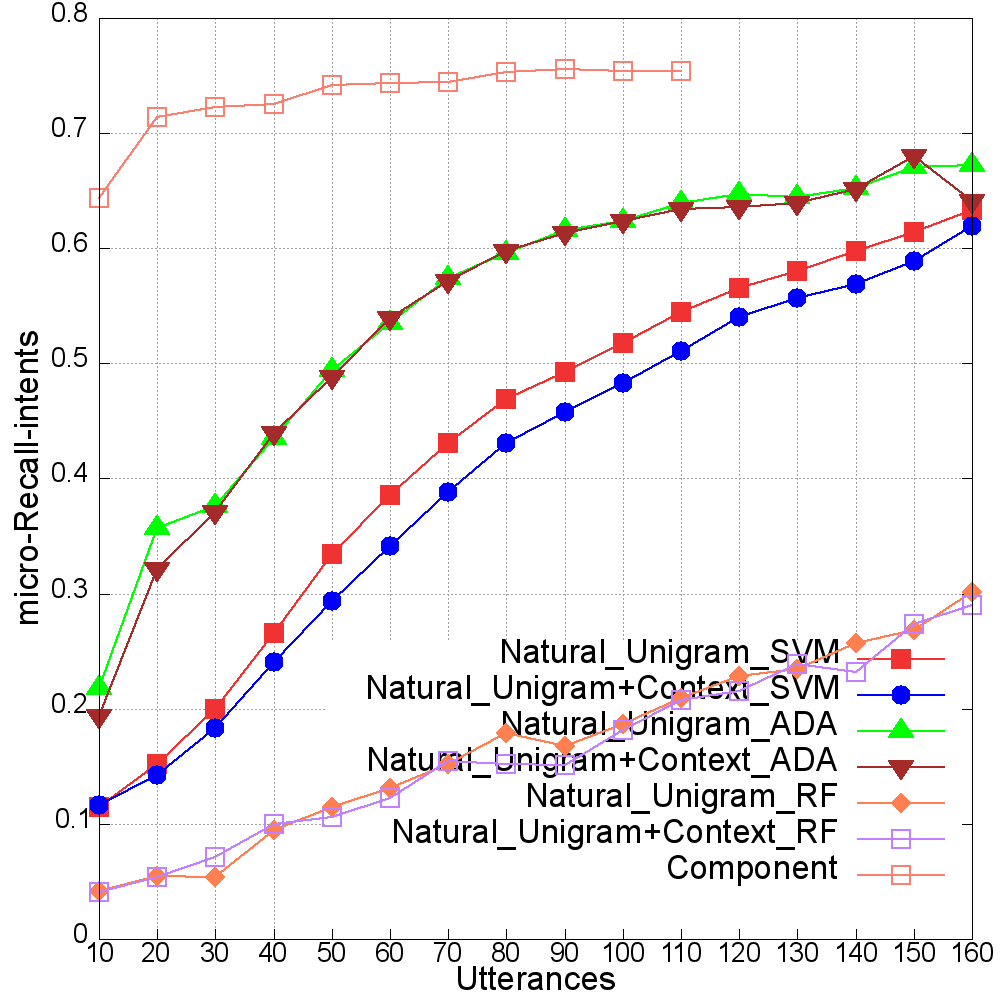 0.8
0.7
0.6
0.5
0.4
0.3
0.2
0.1
0
micro-Recall-intents
Natural_Unigram_SVM
Natural_Unigram+Context_SVM
Natural_Unigram_ADA
Natural_Unigram+Context_ADA
Natural_Unigram_RF
Natural_Unigram+Context_RF
Component
10 20 30 40 50 60 70 80 90 100 110 120 130 140 150 160
Utterances